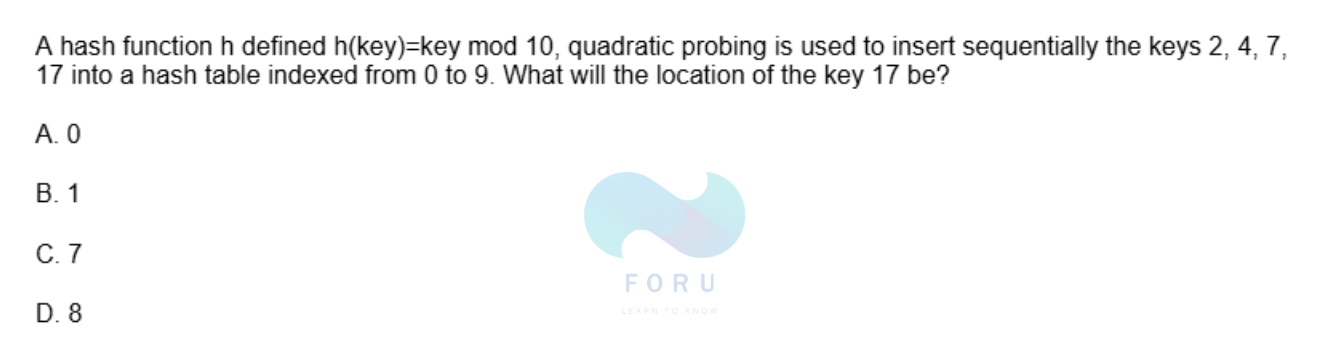 A hash function h defined h(key)=key mod 10, quadratic probing is used to insert sequentially the keys 2, 4, 7,
17 into a hash table indexed from 0 to 9. What will the location of the key 17 be?
A. 0
B. 1
C. 7
D. 8
FORU
LEARN TO KNOW